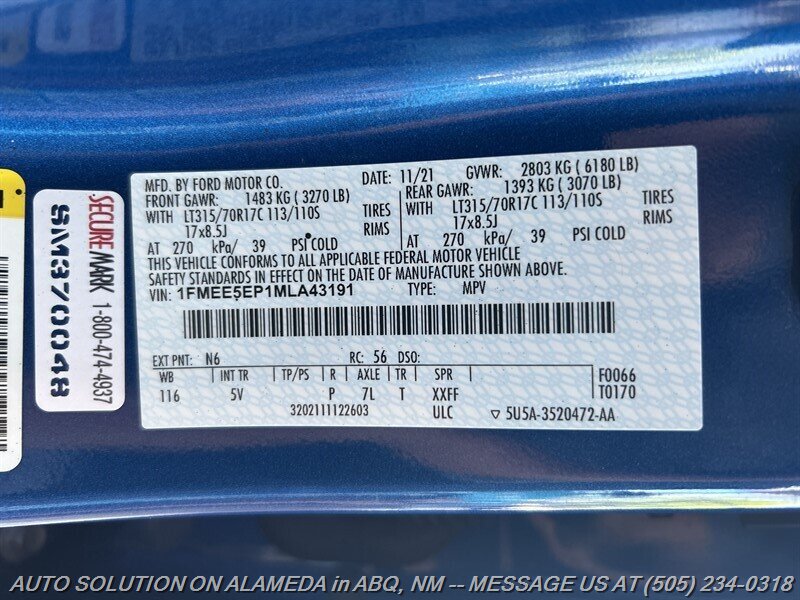 MFD. BY FORD MOTOR CO. DATE: 11/21 GVWR: 2803 KG ( 6180 LB)
FRONT GAWR: 1483 KG ( 3270 LB) REAR GAWR: 1393 KG ( 3070 LB)
WITH LT315/70R17C 113/110S TIRES WITH LT315/70R17C 113/110S TIRES
17x8.5J RIMS 17x8.5J RIMS
AT 270 kPa/ 39 PSI COLD AT 270 kPa/ 39 PSI COLD
THIS VEHICLE CONFORMS TO ALL APPLICABLE FEDERAL MOTOR VEHICLE
SAFETY STANDARDS IN EFFECT ON THE DATE OF MANUFACTURE SHOWN ABOVE.
VIN: 1FMEE5EP1MLA43191 TYPE: MPV
EXT PNT: N6 RC: 56 DSO:
WB INT TR TP/PS R AXLE TR SPR F0066
116 5V P 7L T XXFF T0170
3202111122603 ULC ▽ 5U5A-3520472-AA
SECUREMARK 1-800-474-4937
SM370048
AUTO SOLUTION ON ALAMEDA in ABQ, NM -- MESSAGE US AT (505) 234-0318